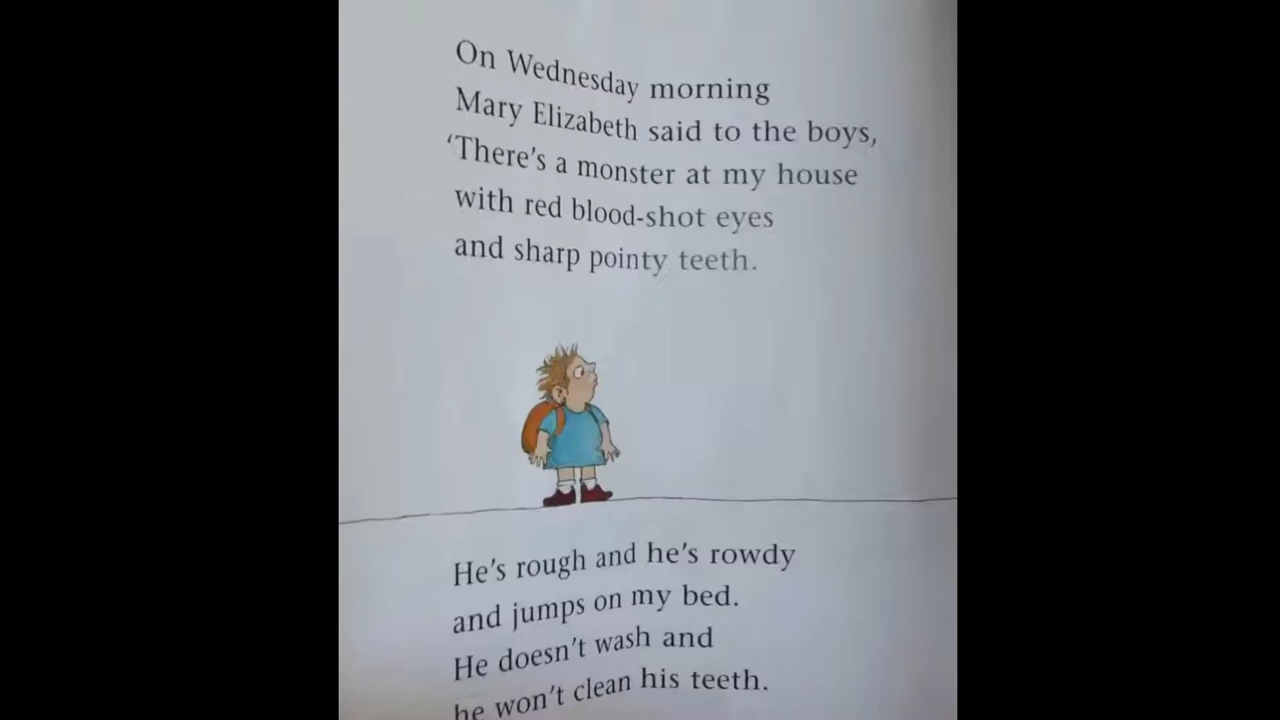 On Wednesday morning
Mary Elizabeth said to the boys,
‘There’s a monster at my house
with red blood-shot eyes
and sharp pointy teeth.
He’s rough and he’s rowdy
and jumps on my bed.
He doesn’t wash and
he won’t clean his teeth.